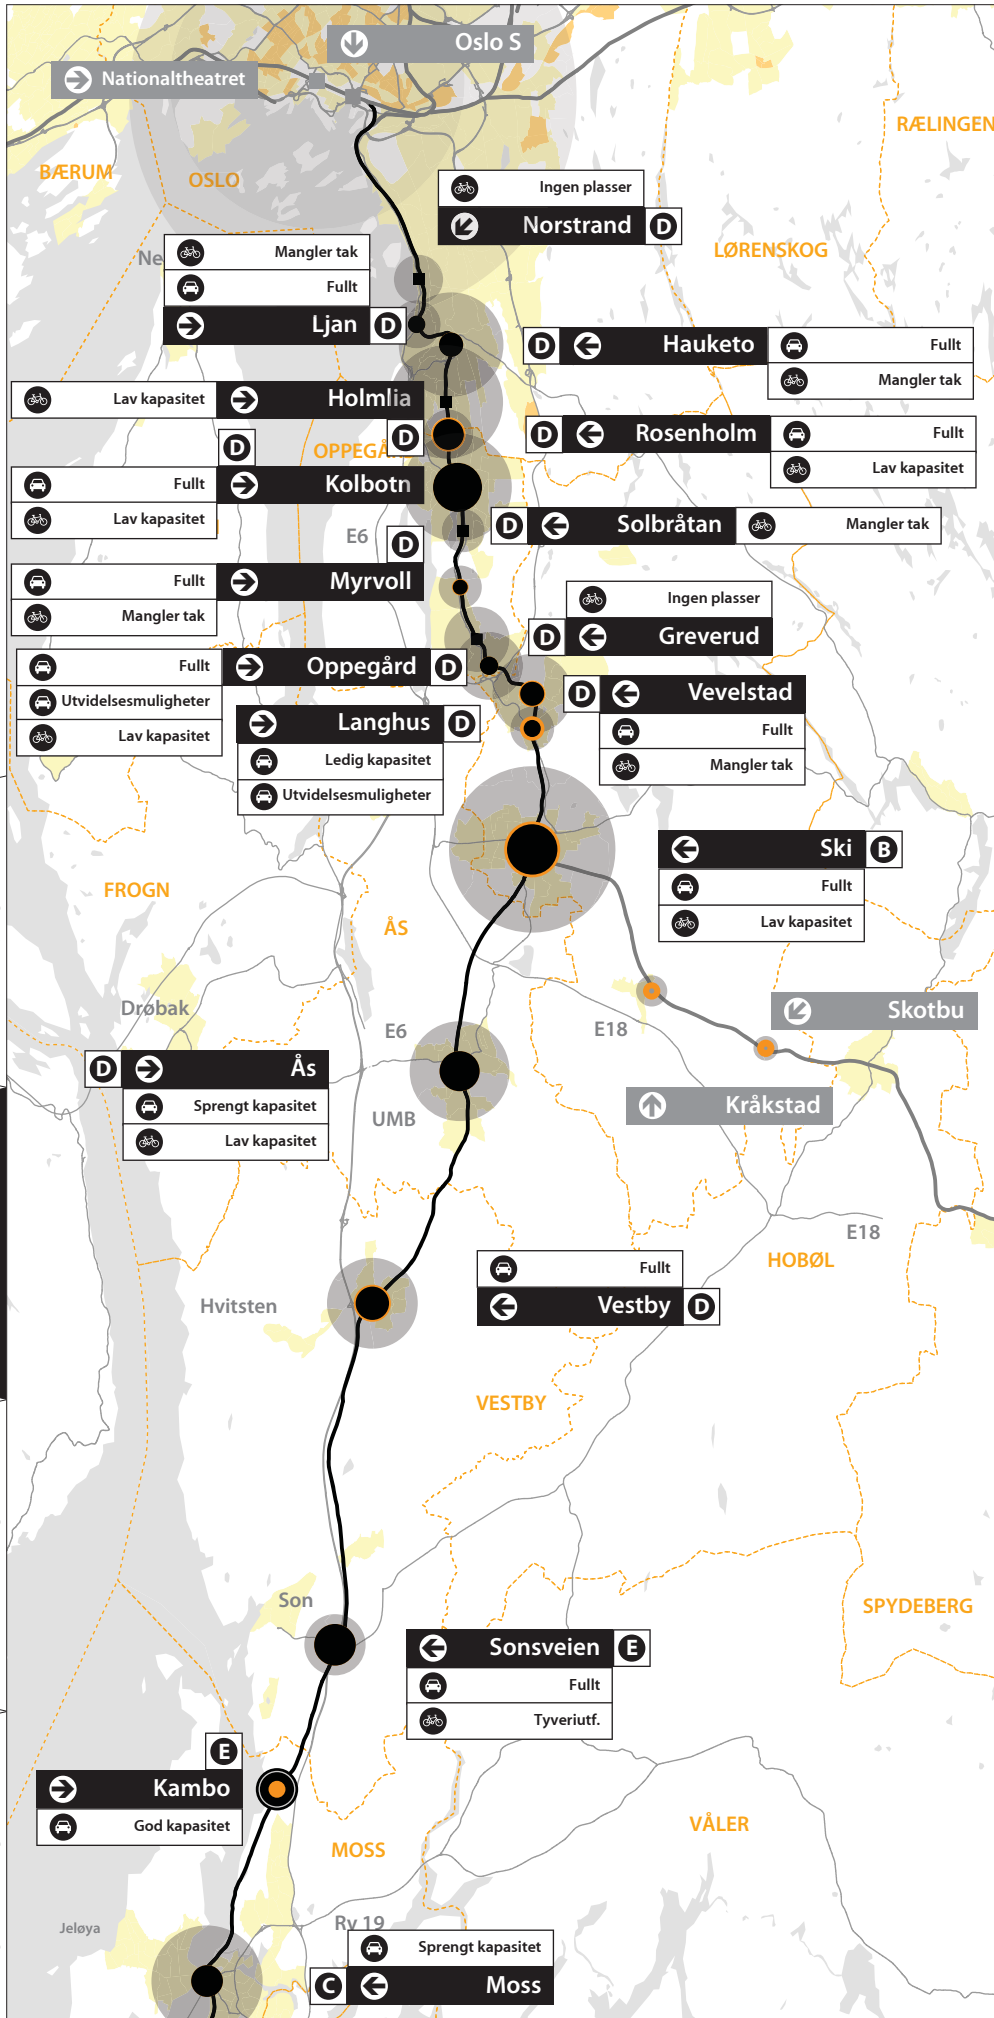 Oslo S
Nationaltheatret
RÆLINGEN
BÆRUM
OSLO
Ingen plasser
Norstrand D
LØRENSKOG
Ne
Mangler tak
Fullt
Ljan D
D Hauketo Fullt
Mangler tak
Lav kapasitet Holmlia
D
D
OPPEGÅ
D Rosenholm Fullt
Lav kapasitet
Fullt Kolbotn
Lav kapasitet
E6
D
D Solbråtan Mangler tak
Fullt Myrvoll
Mangler tak
Ingen plasser
D Greverud
Fullt Oppegård D
Utvidelsesmuligheter
Lav kapasitet
D Vevelstad
Fullt
Mangler tak
Langhus D
Ledig kapasitet
Utvidelsesmuligheter
Ski B
Fullt
Lav kapasitet
FROGN
ÅS
Drøbak
E6
E18
Skotbu
D Ås
Sprengt kapasitet
Lav kapasitet
UMB
Kråkstad
E18
HOBØL
Fullt
Vestby D
Hvitsten
VESTBY
Son
SPYDEBERG
Sonsveien E
Fullt
Tyveriutf.
E
Kambo
God kapasitet
MOSS
VÅLER
Jeløya
Rv 19
Sprengt kapasitet
C Moss